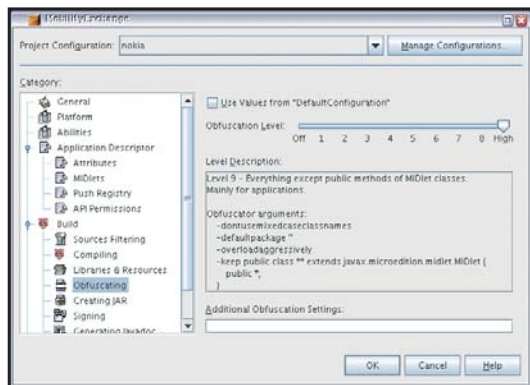 MobilityExchange
Project Configuration: nokia
Manage Configurations...
Category:
General
Platform
Abilities
Application Descriptor
Attributes
MIDlets
Push Registry
API Permissions
Build
Sources Filtering
Compiling
Libraries & Resources
Obfuscating
Creating JAR
Signing
Generating Javadoc
Use Values from "DefaultConfiguration"
Obfuscation Level:
Off 1 2 3 4 5 6 7 8 High
Level Description:
Level 9 - Everything except public methods of MIDlet classes.
Mainly for applications.
Obfuscator arguments:
-dontusemixedcaseclassnames
-defaultpackage ''
-overloadaggressively
-keep public class ** extends javax.microedition.midlet.MIDlet {
public *;
}
Additional Obfuscation Settings:
OK Cancel Help